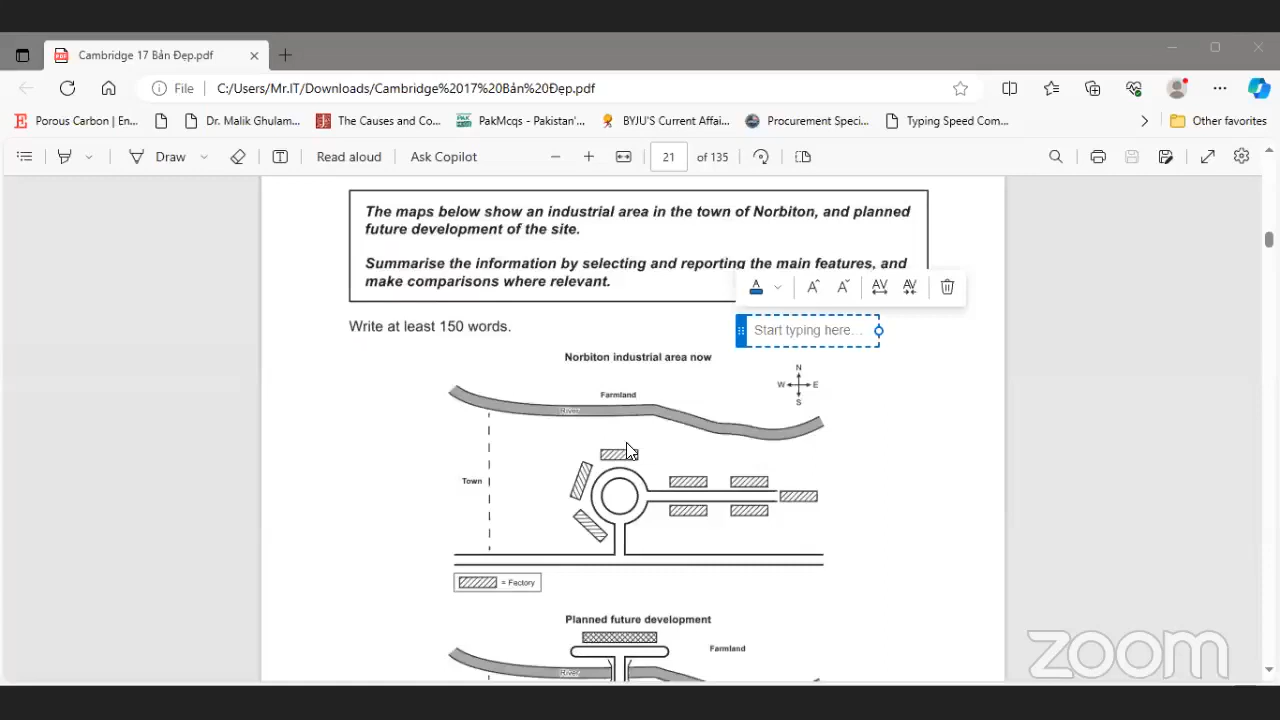 Cambridge 17 Bản Đẹp.pdf
File
C:/Users/Mr.IT/Downloads/Cambridge%2017%20Bản%20Đẹp.pdf
Porous Carbon | En...
Dr. Malik Ghulam...
The Causes and Co...
PakMcqs - Pakistan'...
BYJU'S Current Affai...
Procurement Speci...
Typing Speed Com...
Other favorites
Draw
Read aloud
Ask Copilot
21
of 135
The maps below show an industrial area in the town of Norbiton, and planned
future development of the site.
Summarise the information by selecting and reporting the main features, and
make comparisons where relevant.
Write at least 150 words.
Start typing here...
Norbiton industrial area now
N
W
E
S
Farmland
River
Town
= Factory
Planned future development
Farmland
River
zoom